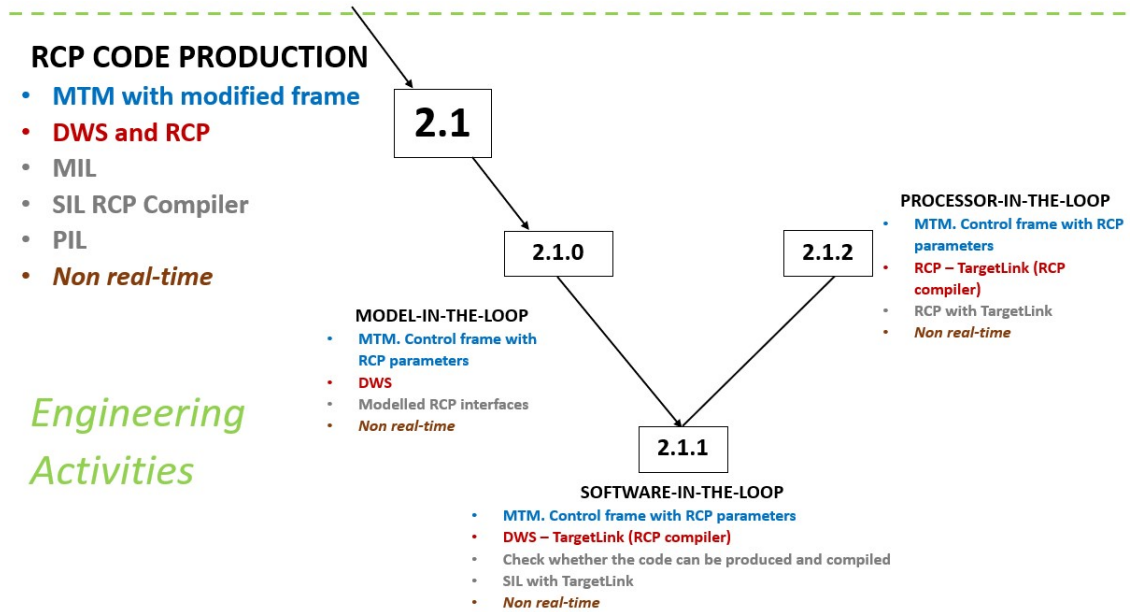 RCP CODE PRODUCTION
• MTM with modified frame
• DWS and RCP
• MIL
• SIL RCP Compiler
• PIL
• Non real-time
2.1
2.1.0
2.1.2
PROCESSOR-IN-THE-LOOP
• MTM. Control frame with RCP
parameters
• RCP – TargetLink (RCP
compiler)
• RCP with TargetLink
• Non real-time
MODEL-IN-THE-LOOP
• MTM. Control frame with
RCP parameters
• DWS
• Modelled RCP interfaces
• Non real-time
Engineering
Activities
2.1.1
SOFTWARE-IN-THE-LOOP
• MTM. Control frame with RCP parameters
• DWS – TargetLink (RCP compiler)
• Check whether the code can be produced and compiled
• SIL with TargetLink
• Non real-time